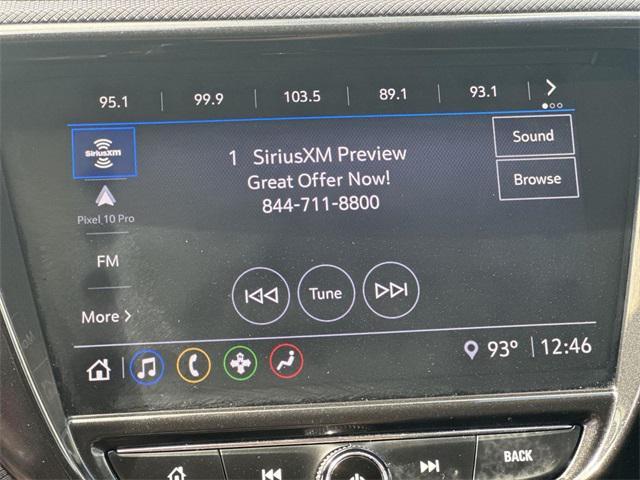 95.1 99.9 103.5 89.1 93.1
SiriusXM
1 SiriusXM Preview
Great Offer Now!
844-711-8800
Sound
Browse
Pixel 10 Pro
FM
More
Tune
93° 12:46
BACK